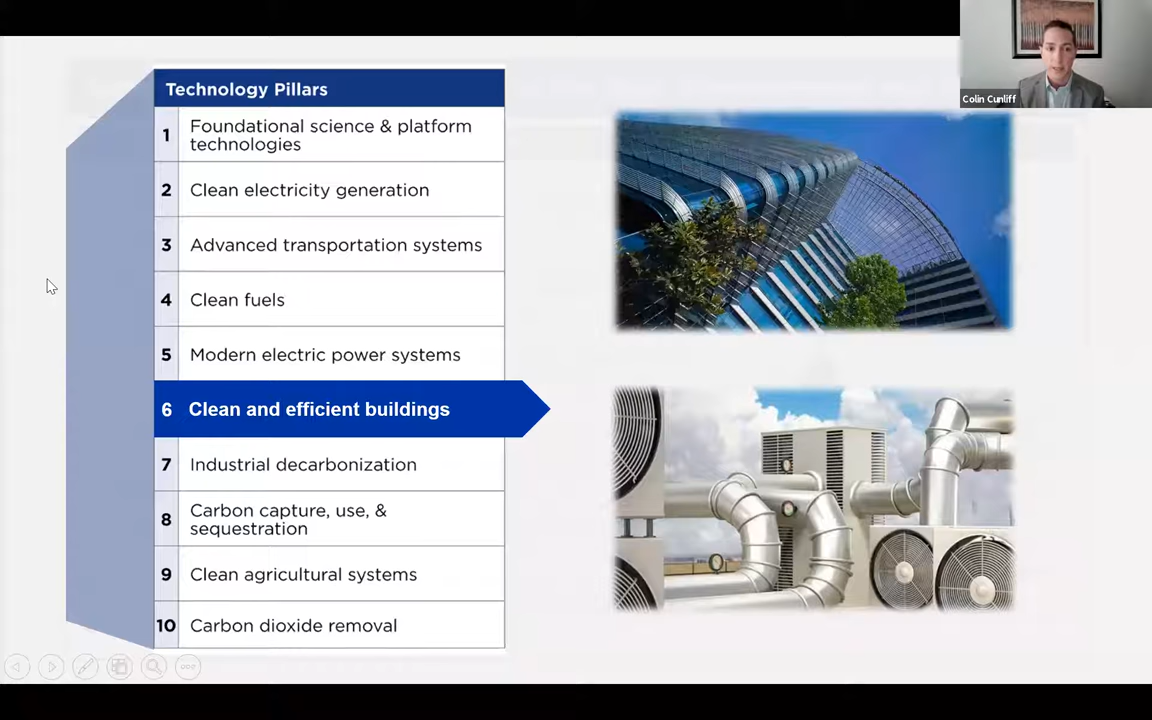 Technology Pillars
1 Foundational science & platform
technologies
2 Clean electricity generation
3 Advanced transportation systems
4 Clean fuels
5 Modern electric power systems
6 Clean and efficient buildings
7 Industrial decarbonization
8 Carbon capture, use, &
sequestration
9 Clean agricultural systems
10 Carbon dioxide removal
Colin Cunliff